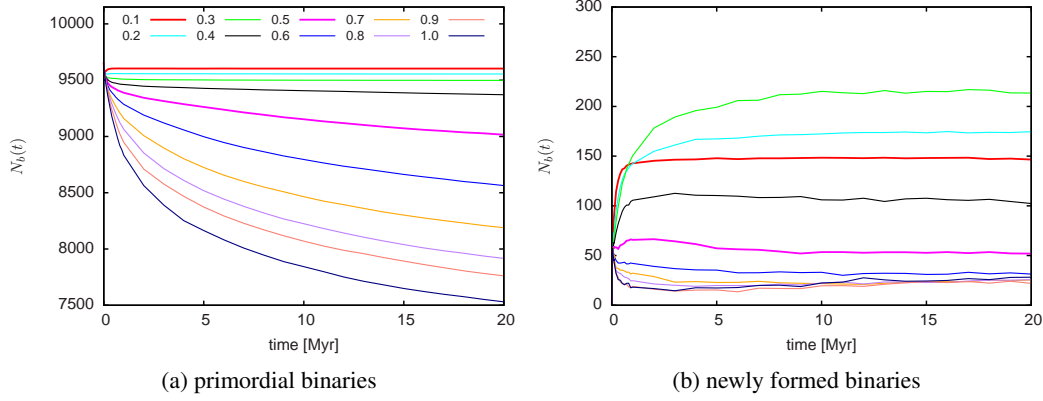 10000
9500
9000
8500
8000
7500
N_b(t)
0.1 0.3 0.5 0.7 0.9
0.2 0.4 0.6 0.8 1.0
0 5 10 15 20
time [Myr]
(a) primordial binaries
300
250
200
150
100
50
0
N_b(t)
0 5 10 15 20
time [Myr]
(b) newly formed binaries